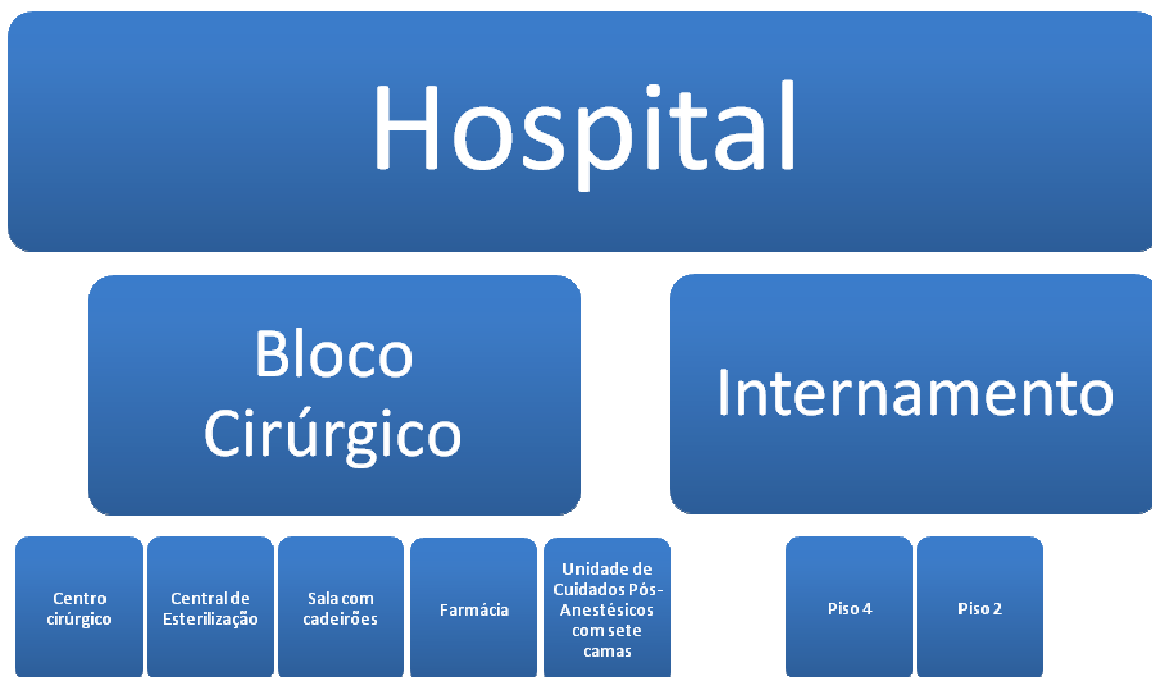 Hospital
Bloco
Cirúrgico
Internamento
Centro
cirúrgico
Central de
Esterilização
Sala com
cadeirões
Farmácia
Unidade de
Cuidados Pós-
Anestésicos
com sete
camas
Piso 4
Piso 2